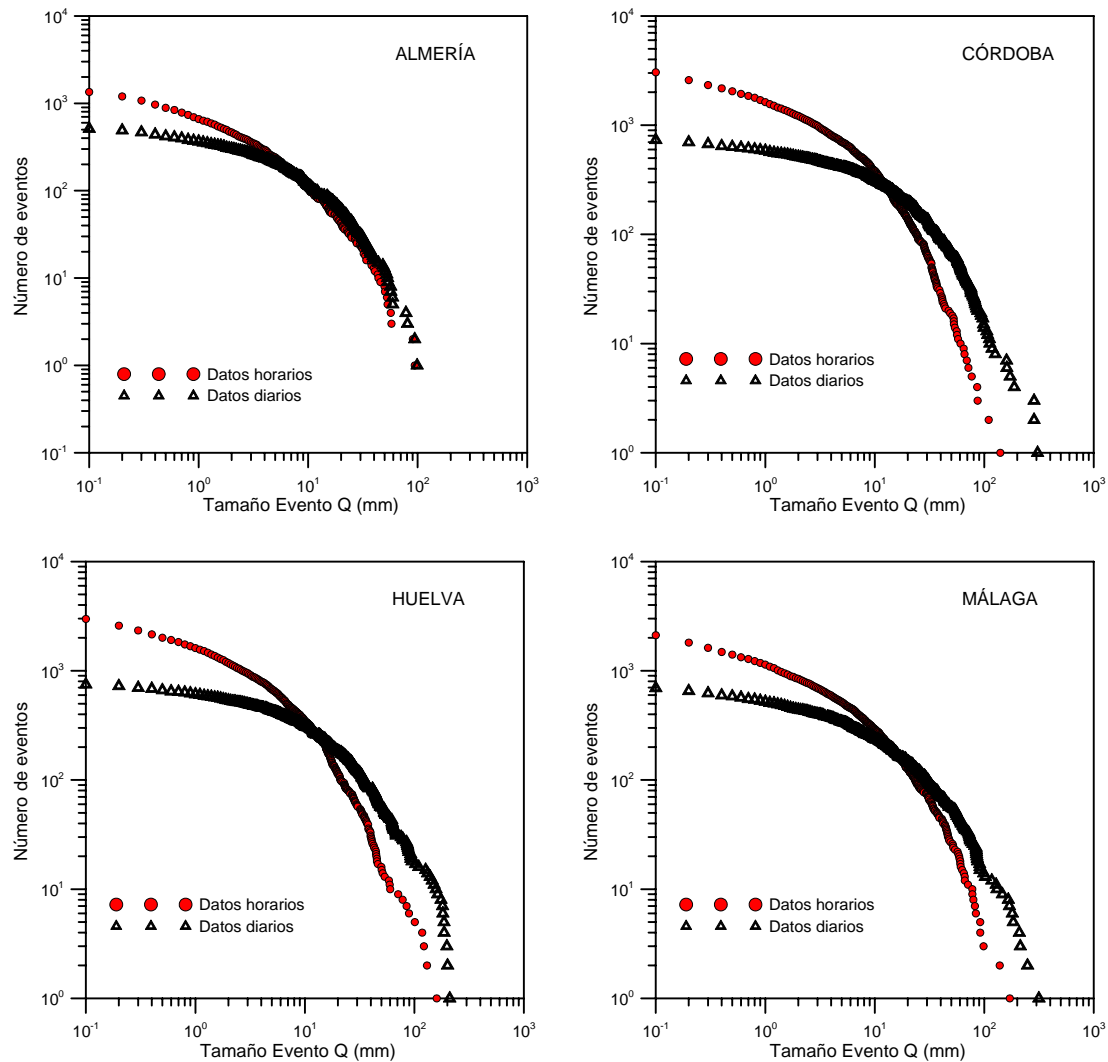 ALMERÍA
Número de eventos
10^4
10^3
10^2
10^1
10^0
10^-1
Datos horarios
Datos diarios
10^-1 10^0 10^1 10^2 10^3
Tamaño Evento Q (mm)
CÓRDOBA
Número de eventos
10^4
10^3
10^2
10^1
10^0
Datos horarios
Datos diarios
10^-1 10^0 10^1 10^2 10^3
Tamaño Evento Q (mm)
HUELVA
Número de eventos
10^4
10^3
10^2
10^1
10^0
Datos horarios
Datos diarios
10^-1 10^0 10^1 10^2 10^3
Tamaño Evento Q (mm)
MÁLAGA
Número de eventos
10^4
10^3
10^2
10^1
10^0
Datos horarios
Datos diarios
10^-1 10^0 10^1 10^2 10^3
Tamaño Evento Q (mm)